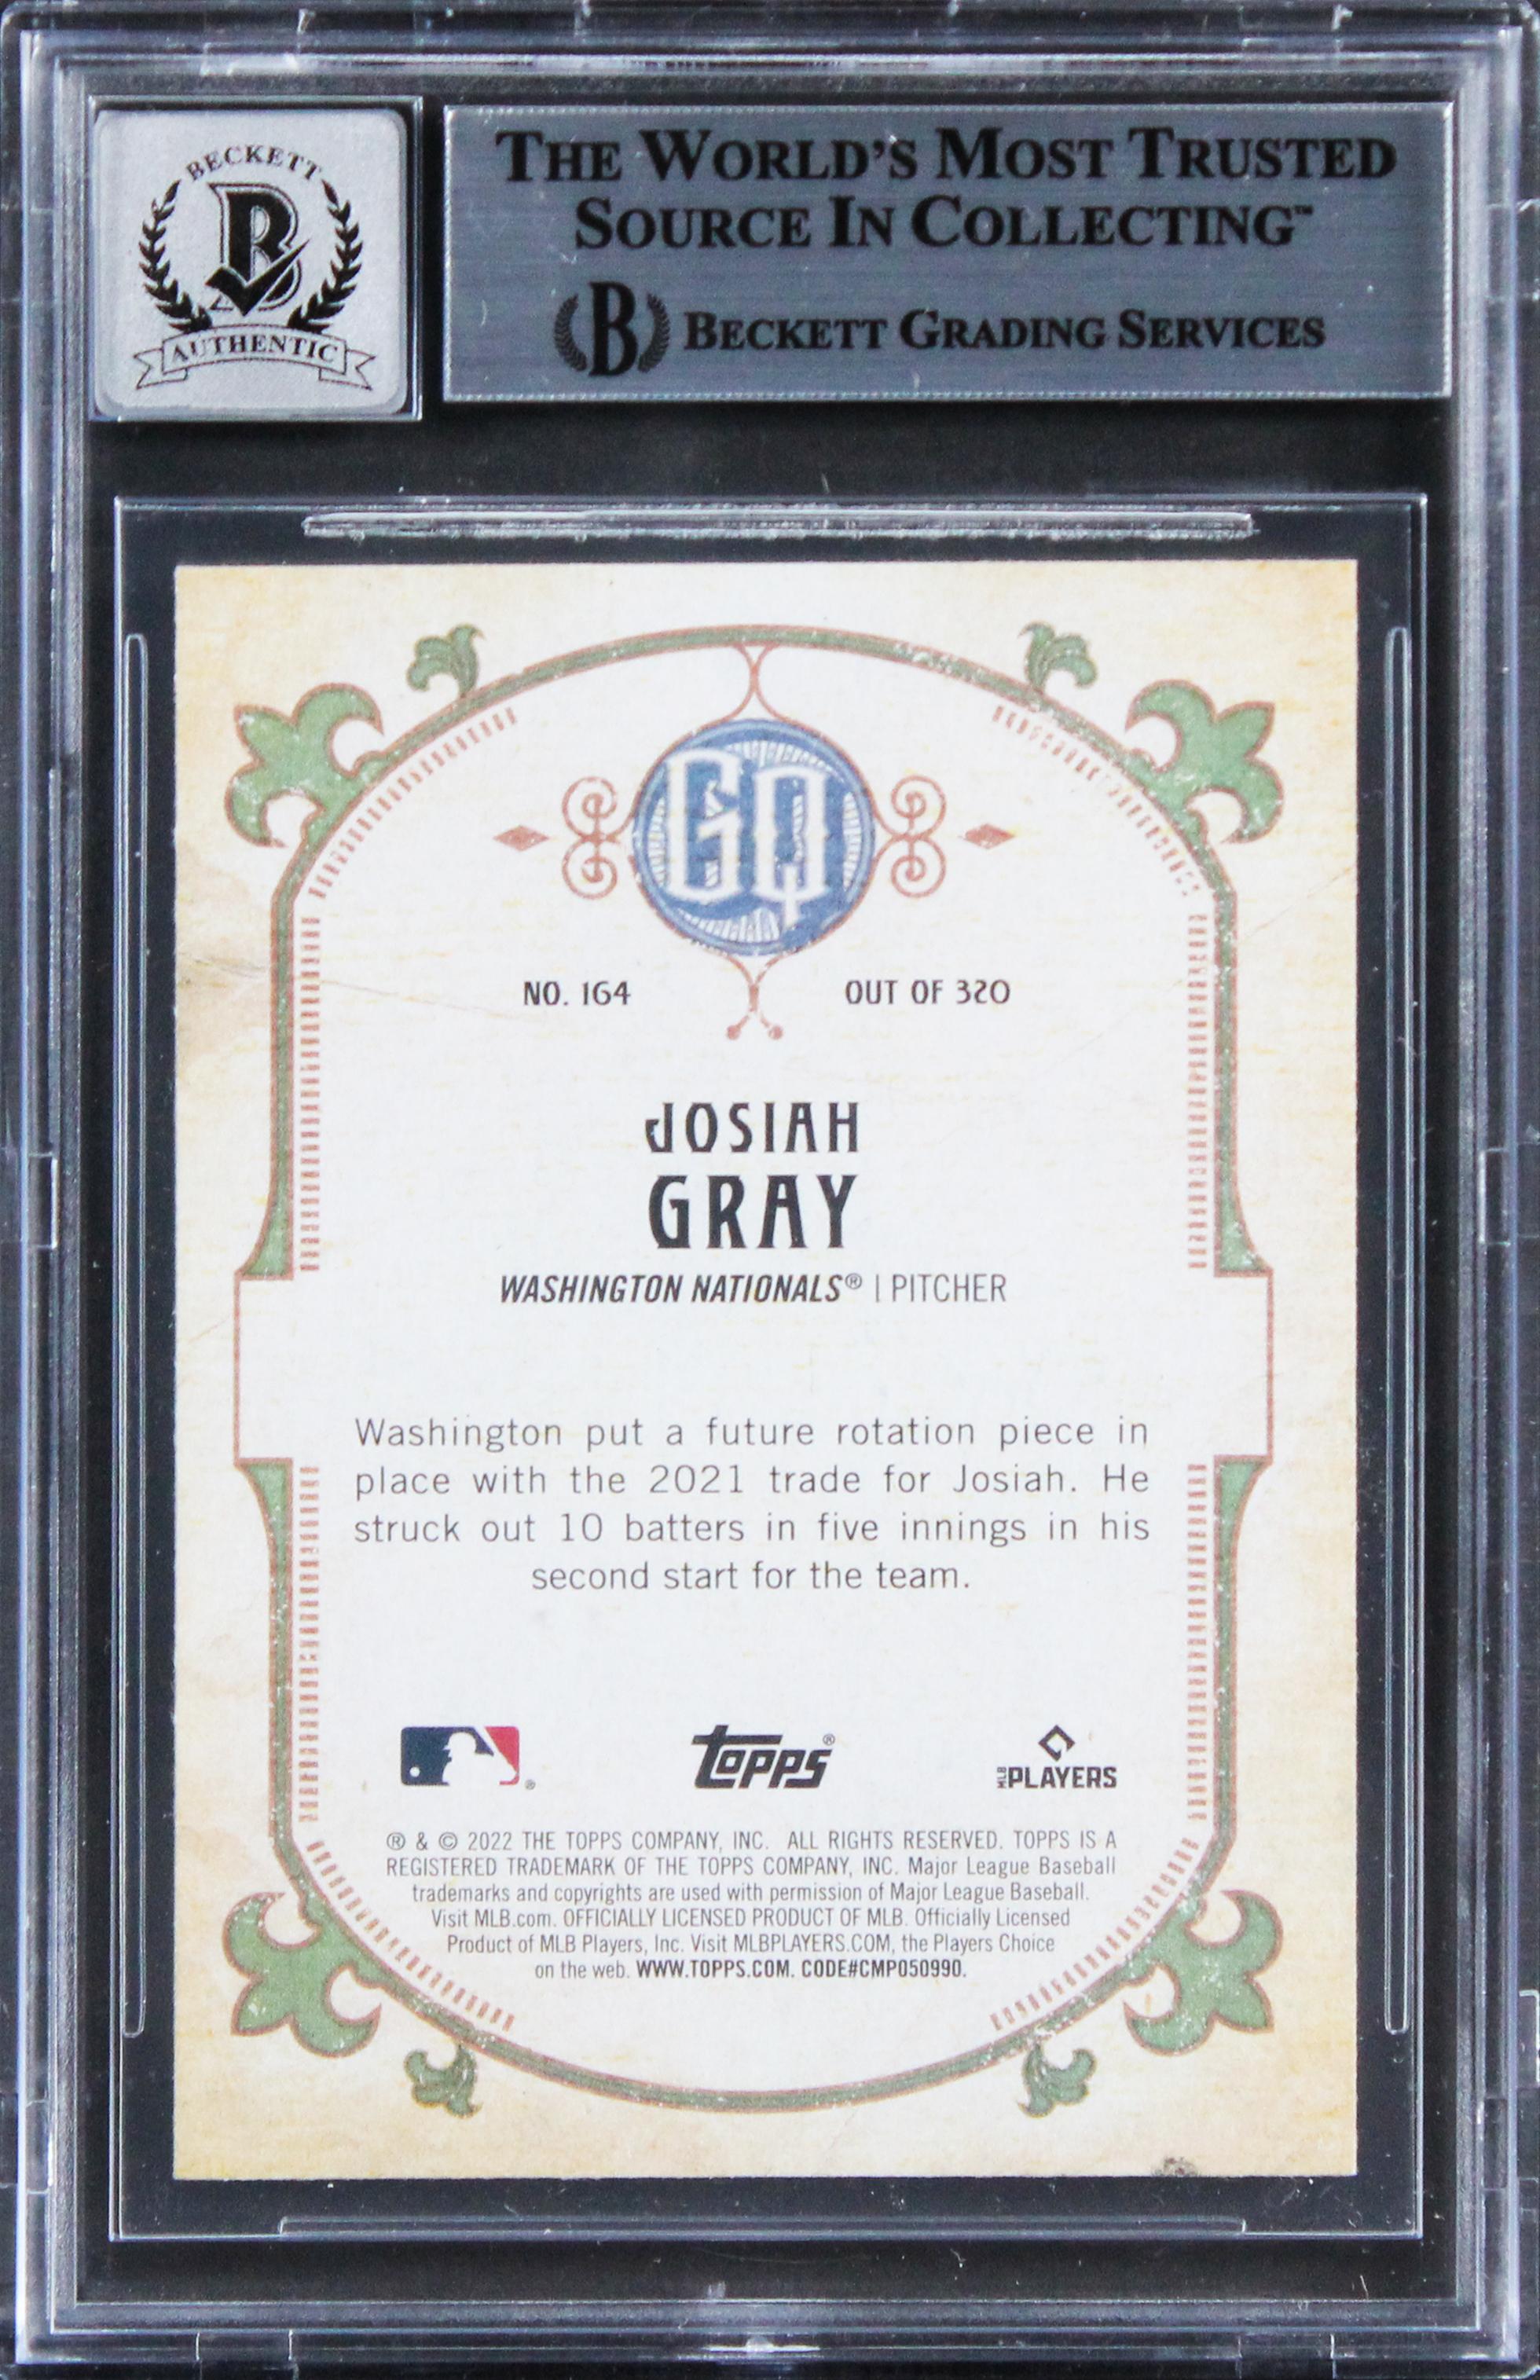 BECKETT
B
AUTHENTIC
THE WORLD'S MOST TRUSTED
SOURCE IN COLLECTING™
B BECKETT GRADING SERVICES
GQ
NO. 164 OUT OF 320
JOSIAH
GRAY
WASHINGTON NATIONALS® | PITCHER
Washington put a future rotation piece in
place with the 2021 trade for Josiah. He
struck out 10 batters in five innings in his
second start for the team.
® topps® MLB PLAYERS
® & © 2022 THE TOPPS COMPANY, INC. ALL RIGHTS RESERVED. TOPPS IS A
REGISTERED TRADEMARK OF THE TOPPS COMPANY, INC. Major League Baseball
trademarks and copyrights are used with permission of Major League Baseball.
Visit MLB.com. OFFICIALLY LICENSED PRODUCT OF MLB. Officially Licensed
Product of MLB Players, Inc. Visit MLBPLAYERS.COM, the Players Choice
on the web. WWW.TOPPS.COM. CODE#CMP050990.